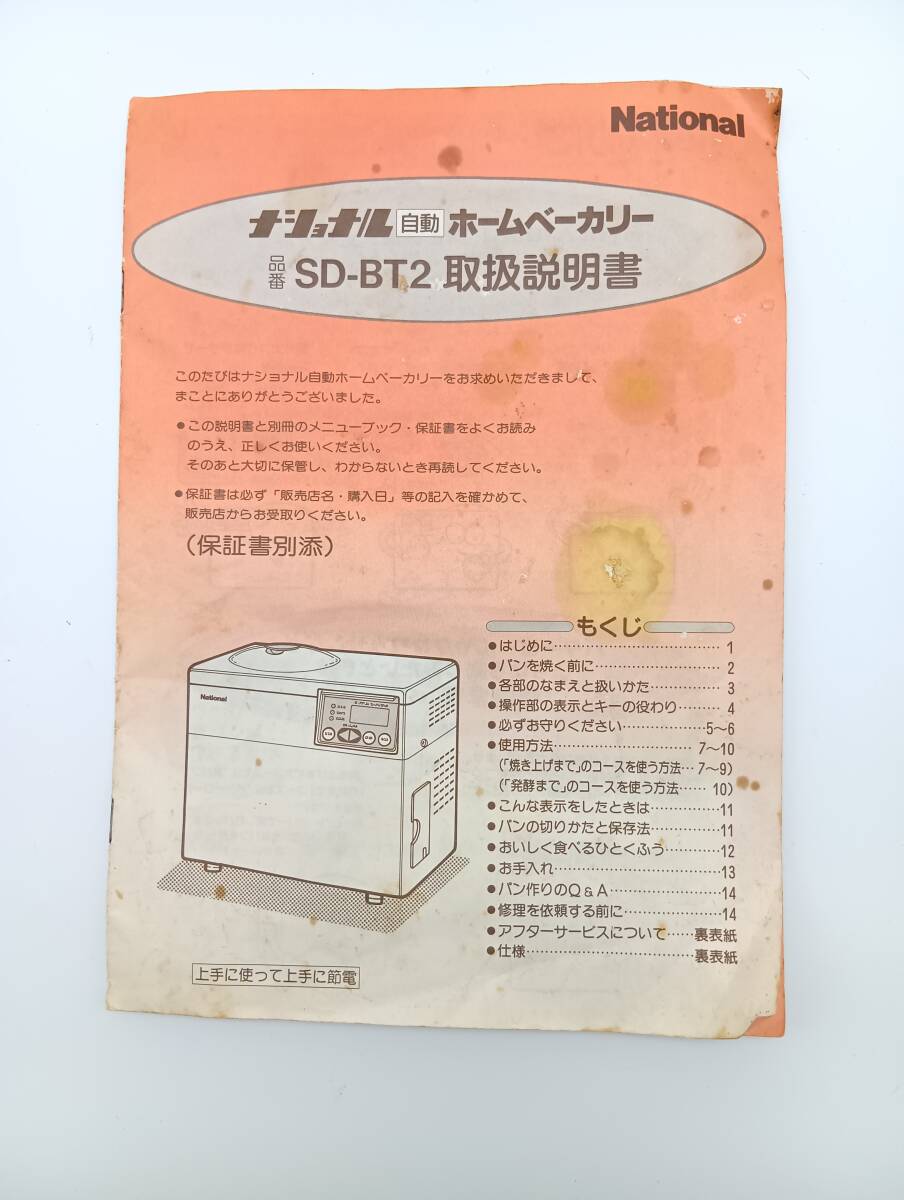 National
ナショナル 自動 ホームベーカリー
品番 SD-BT2 取扱説明書
このたびはナショナル自動ホームベーカリーをお求めいただきまして、
まことにありがとうございました。
●この説明書と別冊のメニューブック・保証書をよくお読み
のうえ、正しくお使いください。
そのあと大切に保管し、わからないとき再読してください。
●保証書は必ず「販売店名・購入日」等の記入を確かめて、
販売店からお受取りください。
(保証書別添)
National
もくじ
●はじめに……………………………… 1
●パンを焼く前に……………………… 2
●各部のなまえと扱いかた…………… 3
●操作部の表示とキーの役わり……… 4
●必ずお守りください……………5〜6
●使用方法……………………… 7〜10
(「焼き上げまで」のコースを使う方法… 7〜9)
(「発酵まで」のコースを使う方法…… 10)
●こんな表示をしたときは……………11
●パンの切りかたと保存法……………11
●おいしく食べるひとくふう…………12
●お手入れ………………………………13
●パン作りのQ&A……………………14
●修理を依頼する前に…………………14
●アフターサービスについて……裏表紙
●仕様………………………………裏表紙
上手に使って上手に節電